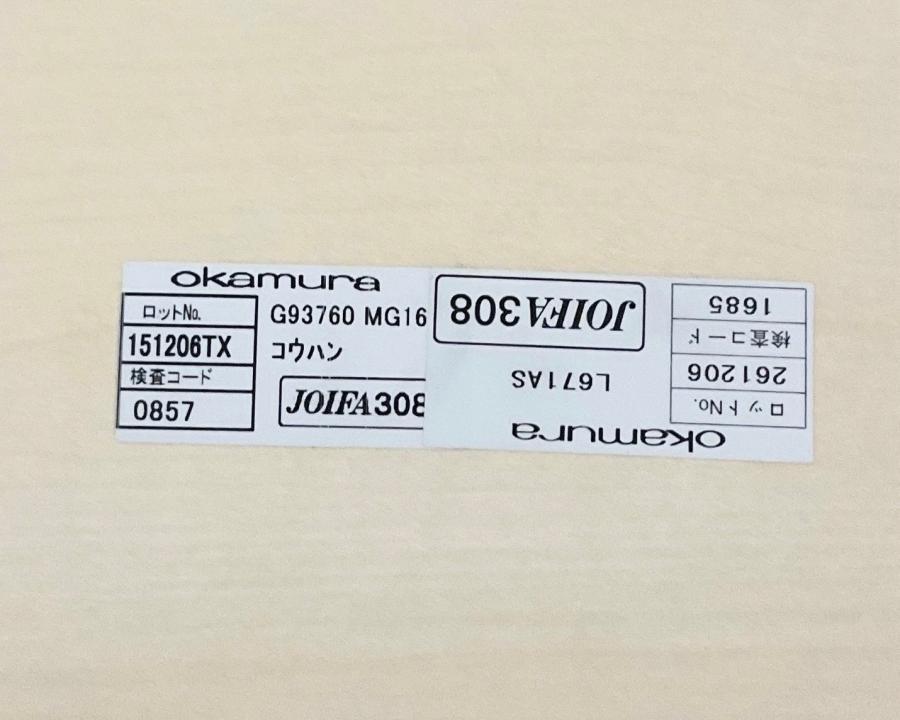 okamura
ロットNo.
151206TX
検査コード
0857
G93760 MG16
コウハン
JOIFA308
okamura
ロットNo.
261206
検査コード
1685
L671AS
JOIFA308